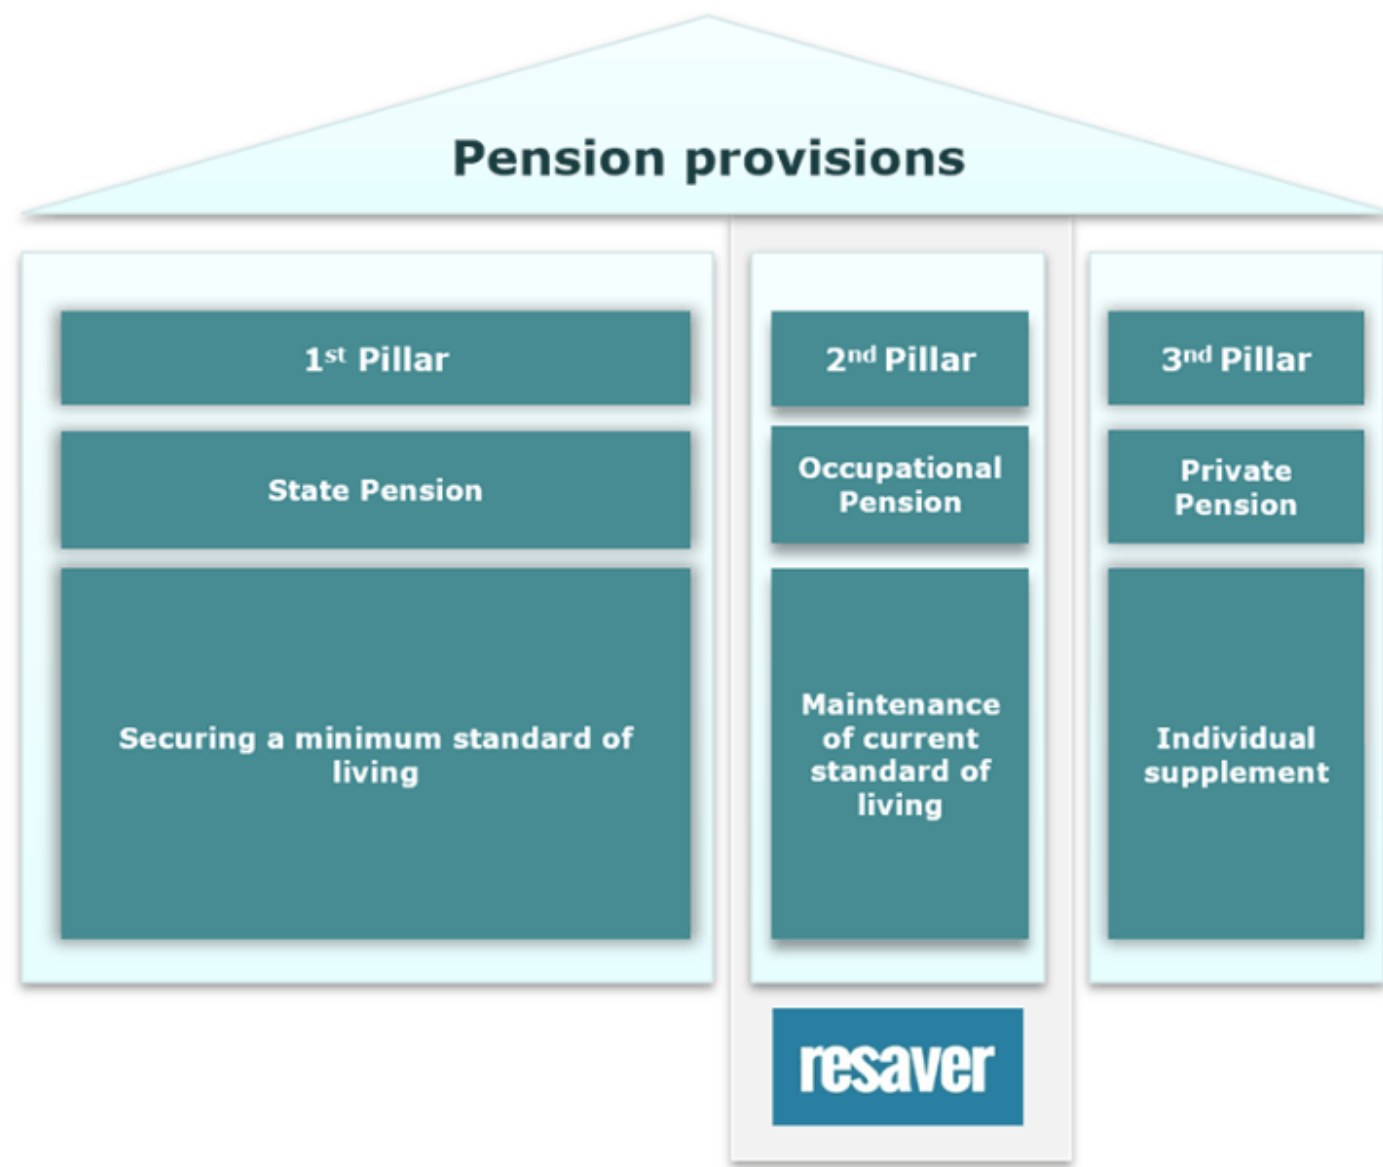 Pension provisions
1st Pillar
State Pension
Securing a minimum standard of
living
2nd Pillar
Occupational
Pension
Maintenance
of current
standard of
living
resaver
3nd Pillar
Private
Pension
Individual
supplement